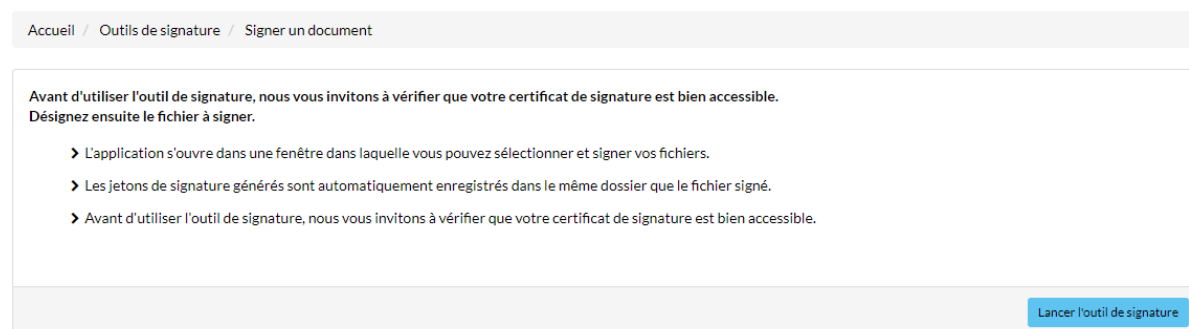 Accueil / Outils de signature / Signer un document
Avant d'utiliser l'outil de signature, nous vous invitons à vérifier que votre certificat de signature est bien accessible.
Désignez ensuite le fichier à signer.
L'application s'ouvre dans une fenêtre dans laquelle vous pouvez sélectionner et signer vos fichiers.
Les jetons de signature générés sont automatiquement enregistrés dans le même dossier que le fichier signé.
Avant d'utiliser l'outil de signature, nous vous invitons à vérifier que votre certificat de signature est bien accessible.
Lancer l'outil de signature